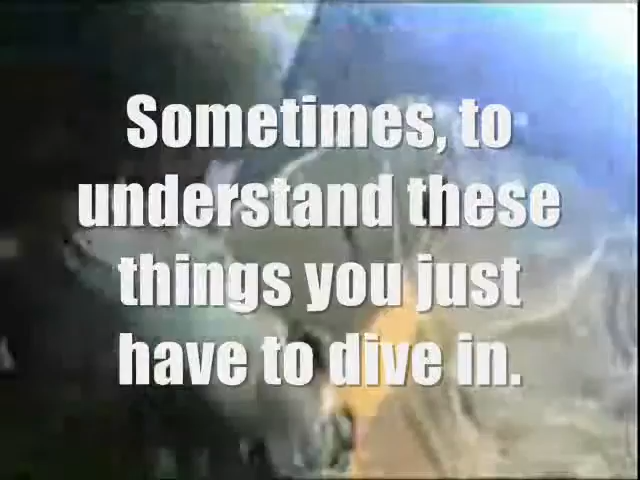 Sometimes, to
understand these
things you just
have to dive in.